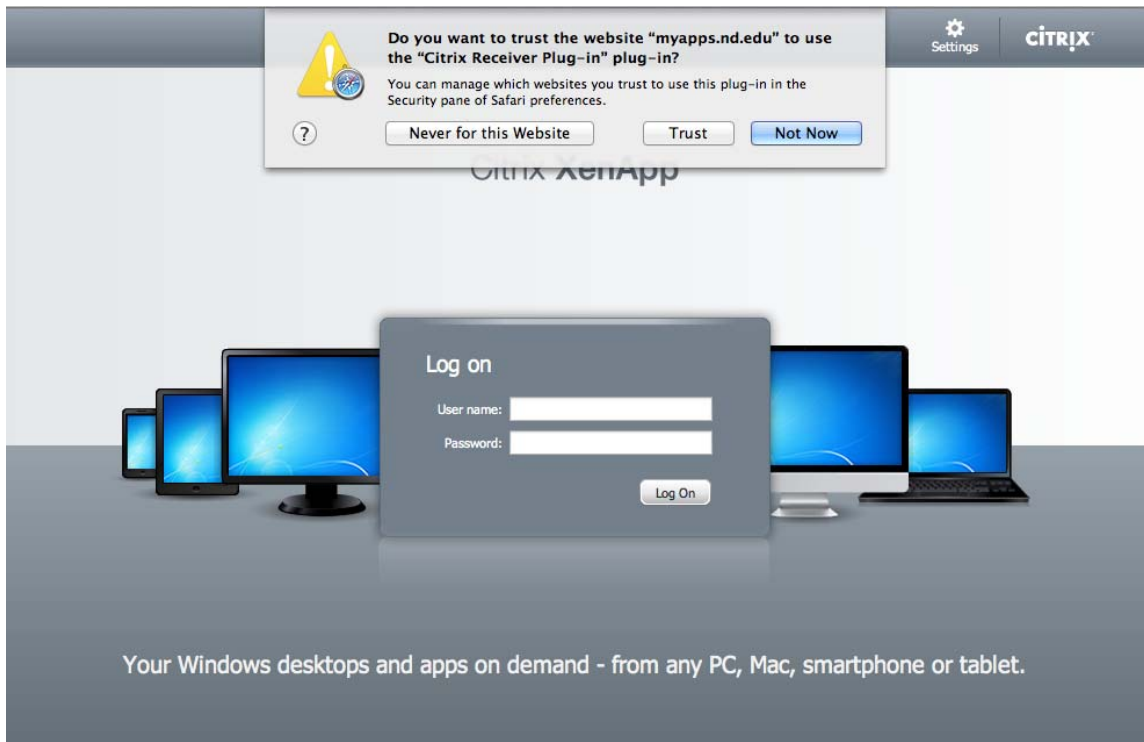 Do you want to trust the website “myapps.nd.edu” to use
the “Citrix Receiver Plug-in” plug-in?
You can manage which websites you trust to use this plug-in in the
Security pane of Safari preferences.
?
Never for this Website
Trust
Not Now
Settings
CITRIX
Citrix XenApp
Log on
User name:
Password:
Log On
Your Windows desktops and apps on demand - from any PC, Mac, smartphone or tablet.